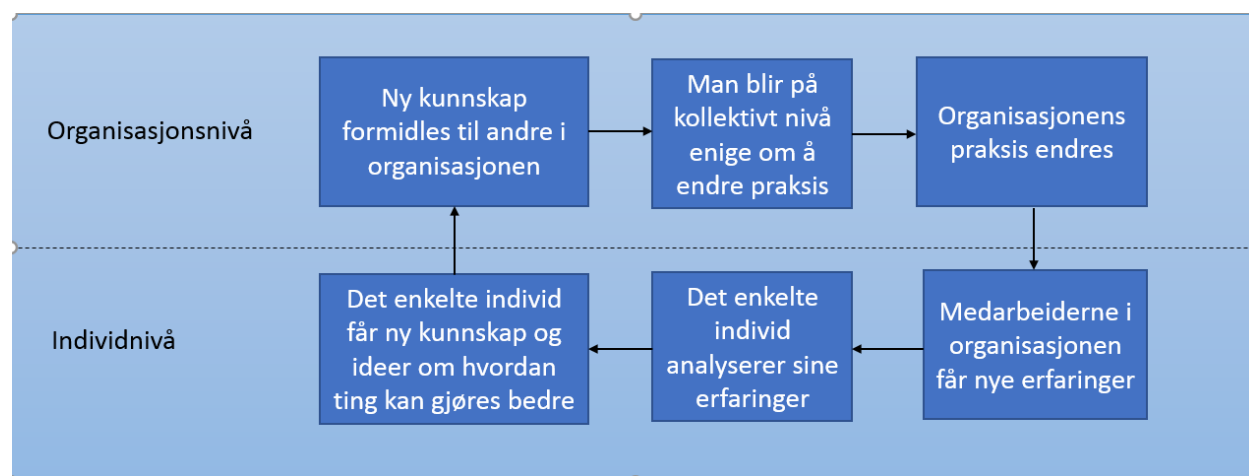 Organisasjonsnivå
Ny kunnskap
formidles til andre i
organisasjonen
Man blir på
kollektivt nivå
enige om å
endre praksis
Organisasjonens
praksis endres
Individnivå
Det enkelte individ
får ny kunnskap og
ideer om hvordan
ting kan gjøres bedre
Det enkelte
individ
analyserer sine
erfaringer
Medarbeiderne i
organisasjonen
får nye erfaringer